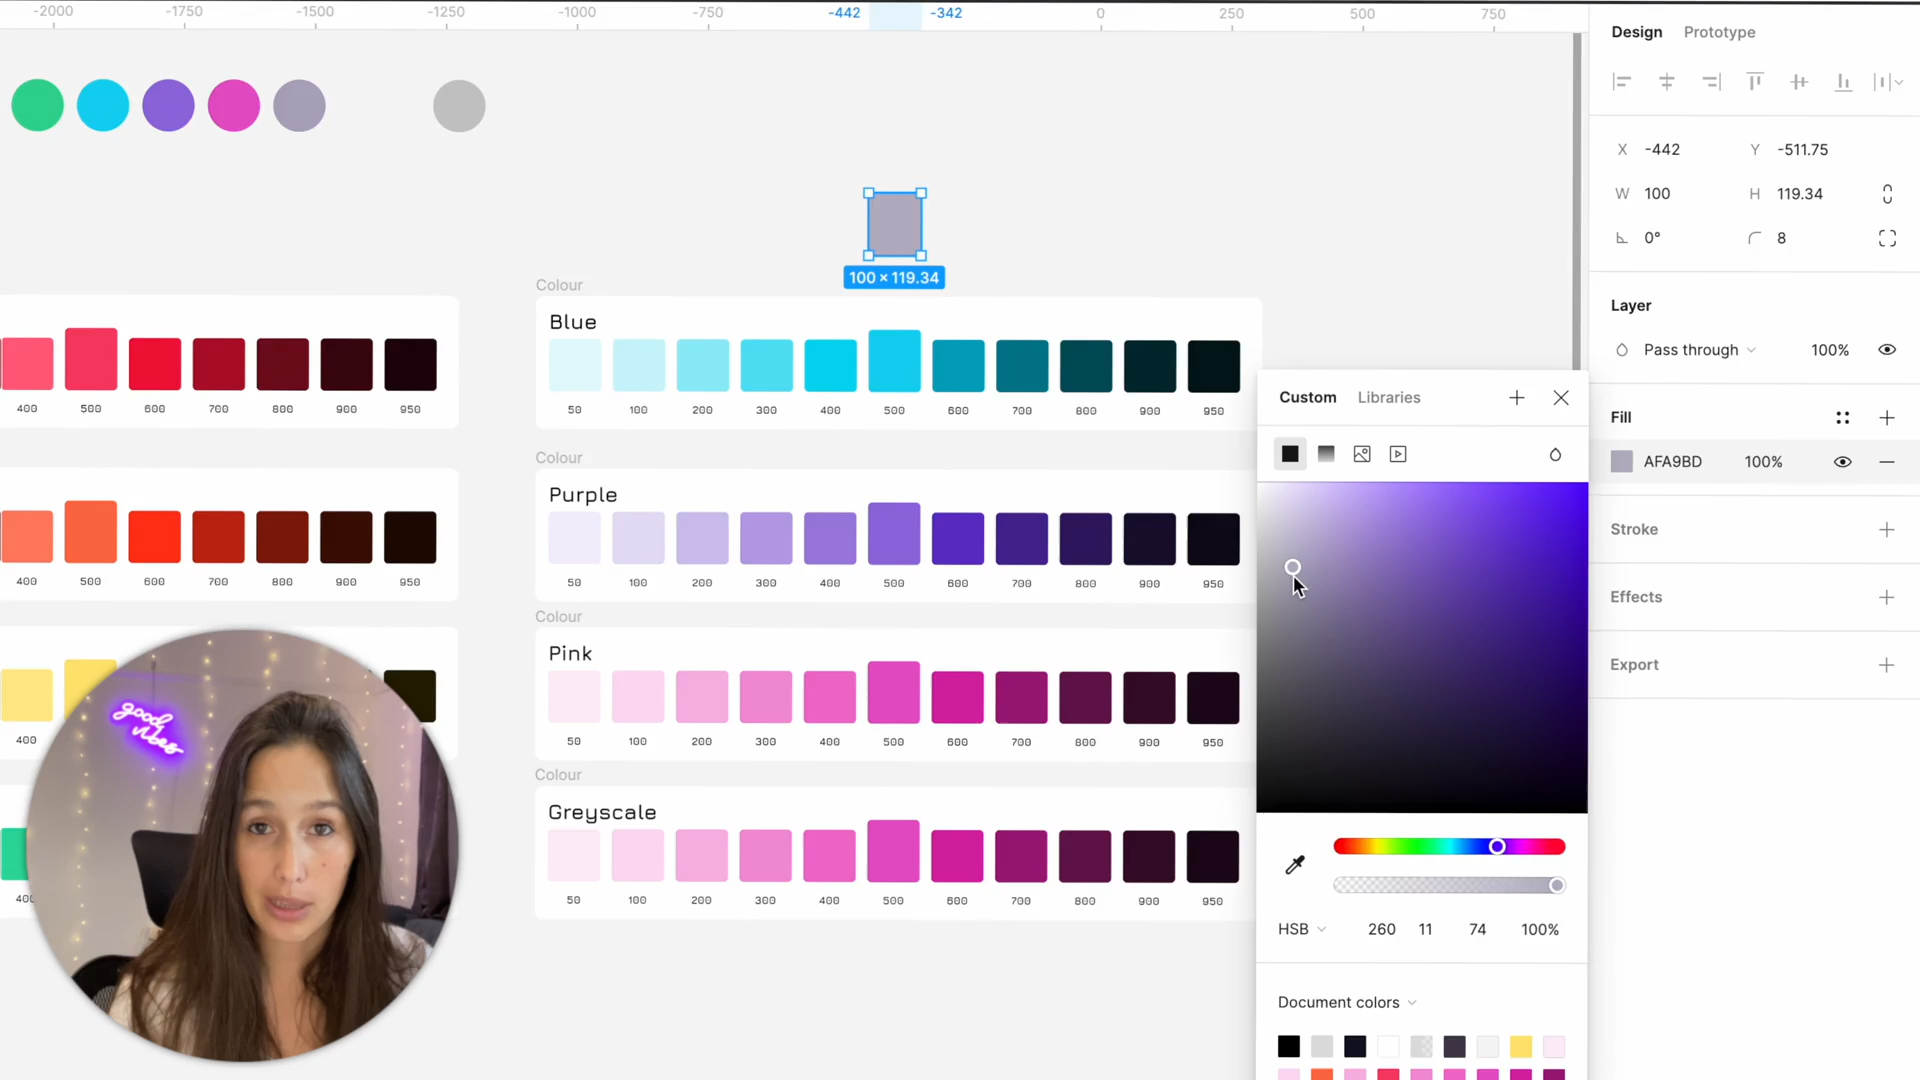 -2000 -1750 -1500 -1250 -1000 -750 -442 -342 0 250 500 750
Design Prototype
X -442 Y -511.75
W 100 H 119.34
0° 8
100 × 119.34
Layer
Pass through 100%
Fill
AFA9BD 100%
Stroke
Effects
Export
400 500 600 700 800 900 950
400 500 600 700 800 900 950
400
good
vibes
Colour
Blue
50 100 200 300 400 500 600 700 800 900 950
Colour
Purple
50 100 200 300 400 500 600 700 800 900 950
Colour
Pink
50 100 200 300 400 500 600 700 800 900 950
Colour
Greyscale
50 100 200 300 400 500 600 700 800 900 950
Custom Libraries
HSB 260 11 74 100%
Document colors